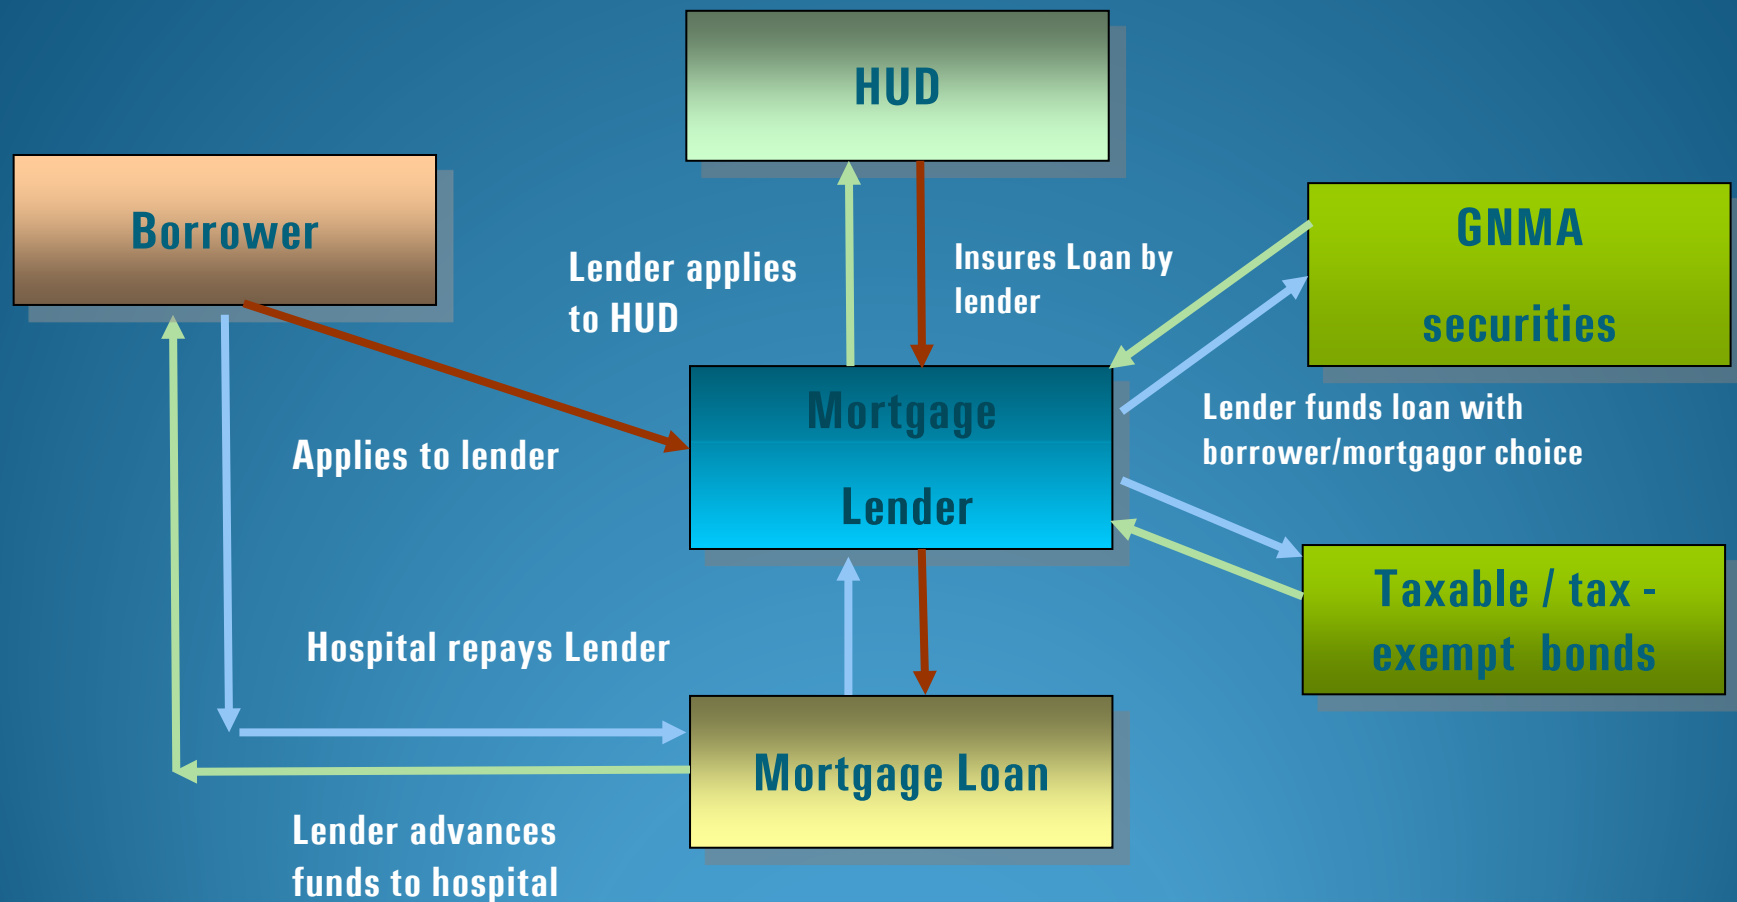 HUD
Borrower
GNMA
securities
Lender applies
to HUD
Insures Loan by
lender
Mortgage
Lender
Lender funds loan with
borrower/mortgagor choice
Applies to lender
Taxable / tax -
exempt bonds
Hospital repays Lender
Mortgage Loan
Lender advances
funds to hospital